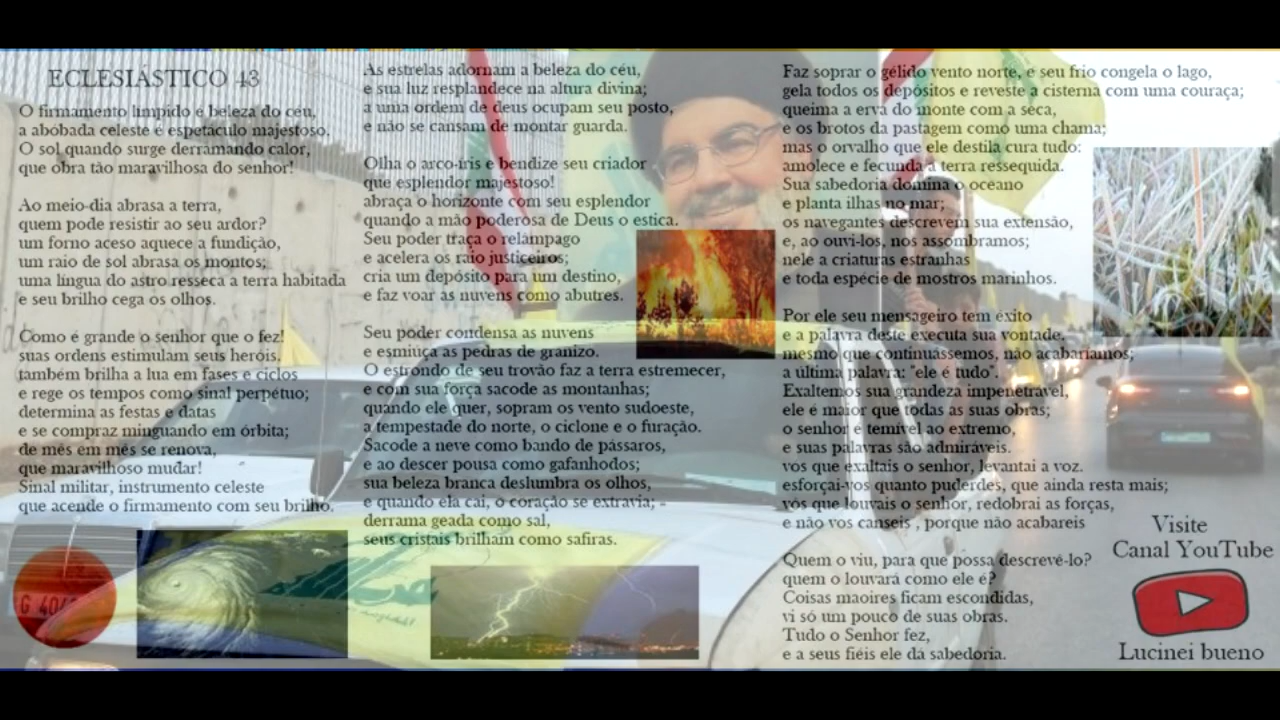 ECLESIÁSTICO 43
O firmamento limpido é beleza do céu,
a abóbada celeste é espetáculo majestoso.
O sol quando surge derramando calor,
que obra tão maravilhosa do senhor!
Ao meio-dia abrasa a terra,
quem pode resistir ao seu ardor?
um forno aceso aquece a fundição,
um raio de sol abrasa os montos;
uma lingua do astro resseca a terra habitada
e seu brilho cega os olhos.
Como é grande o senhor que o fez!
suas ordens estimulam seus herois.
também brilha a lua em fases e ciclos
e rege os tempos como sinal perpétuo;
determina as festas e datas
e se compraz minguando em órbita;
de mês em mês se renova,
que maravilhoso mudar!
Sinal militar, instrumento celeste
que acende o firmamento com seu brilho.
As estrelas adornam a beleza do céu,
e sua luz resplandece na altura divina;
a uma ordem de deus ocupam seu posto,
e não se cansam de montar guarda.
Olha o arco-iris e bendize seu criador
que esplendor majestoso!
abraça o horizonte com seu esplendor
quando a mão poderosa de Deus o estica.
Seu poder traça o relâmpago
e acelera os raio justiceiros;
cria um depósito para um destino,
e faz voar as nuvens como abutres.
Seu poder condensa as nuvens
e esmiúça as pedras de granizo.
O estrondo de seu trovão faz a terra estremecer,
e com sua força sacode as montanhas;
quando ele quer, sopram os vento sudoeste,
a tempestade do norte, o ciclone e o furação.
Sacode a neve como bando de pássaros,
e ao descer pousa como gafanhodos;
sua beleza branca deslumbra os olhos,
e quando ela cai, o coração se extravia; -
derrama geada como sal,
seus cristais brilham como safiras.
Faz soprar o gélido vento norte, e seu frio congela o lago,
gela todos os depósitos e reveste a cisterna com uma couraça;
queima a erva do monte com a seca,
e os brotos da pastagem como uma chama;
mas o orvalho que ele destila cura tudo:
amolece e fecunda a terra ressequida.
Sua sabedoria domina o oceano
e planta ilhas no mar;
os navegantes descrevem sua extensão,
e, ao ouvi-los, nos assombramos;
nele a criaturas estranhas
e toda espécie de mostros marinhos.
Por ele seu mensageiro tem êxito
e a palavra deste executa sua vontade.
mesmo que continuássemos, não acabariamos;
a última palavra: "ele é tudo".
Exaltemos sua grandeza impenetrável,
ele é maior que todas as suas obras;
o senhor é temível ao extremo,
e suas palavras são admiráveis.
vos que exaltais o senhor, levantai a voz.
esforçai-vos quanto puderdes, que ainda resta mais;
vós que louvais o senhor, redobrai as forças,
e não vos canseis , porque não acabareis
Quem o viu, para que possa descrevê-lo?
quem o louvará como ele é?
Coisas maoires ficam escondidas,
vi só um pouco de suas obras.
Tudo o Senhor fez,
e a seus fiéis ele dá sabedoria.
Visite
Canal YouTube
Lucinei bueno